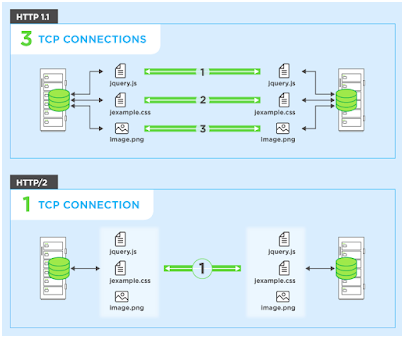 HTTP 1.1
3 TCP CONNECTIONS
jquery.js 1 jquery.js
jexample.css 2 jexample.css
image.png 3 image.png
HTTP/2
1 TCP CONNECTION
jquery.js jquery.js
jexample.css 1 jexample.css
image.png image.png